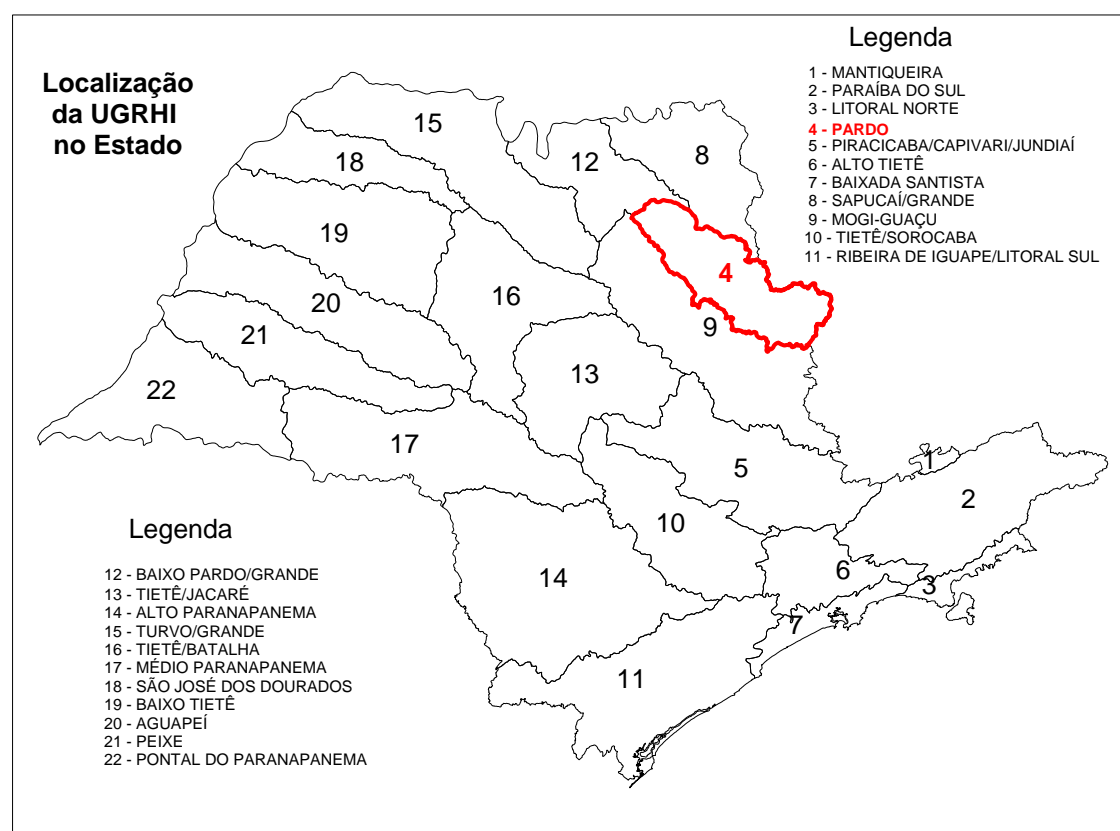 Localização
da UGRHI
no Estado
Legenda
1 - MANTIQUEIRA
2 - PARAÍBA DO SUL
3 - LITORAL NORTE
4 - PARDO
5 - PIRACICABA/CAPIVARI/JUNDIAÍ
6 - ALTO TIETÊ
7 - BAIXADA SANTISTA
8 - SAPUCAÍ/GRANDE
9 - MOGI-GUAÇU
10 - TIETÊ/SOROCABA
11 - RIBEIRA DE IGUAPE/LITORAL SUL
15
12
8
18
19
4
16
20
9
21
13
22
17
1
5
2
10
14
6
3
7
11
Legenda
12 - BAIXO PARDO/GRANDE
13 - TIETÊ/JACARÉ
14 - ALTO PARANAPANEMA
15 - TURVO/GRANDE
16 - TIETÊ/BATALHA
17 - MÉDIO PARANAPANEMA
18 - SÃO JOSÉ DOS DOURADOS
19 - BAIXO TIETÊ
20 - AGUAPEÍ
21 - PEIXE
22 - PONTAL DO PARANAPANEMA